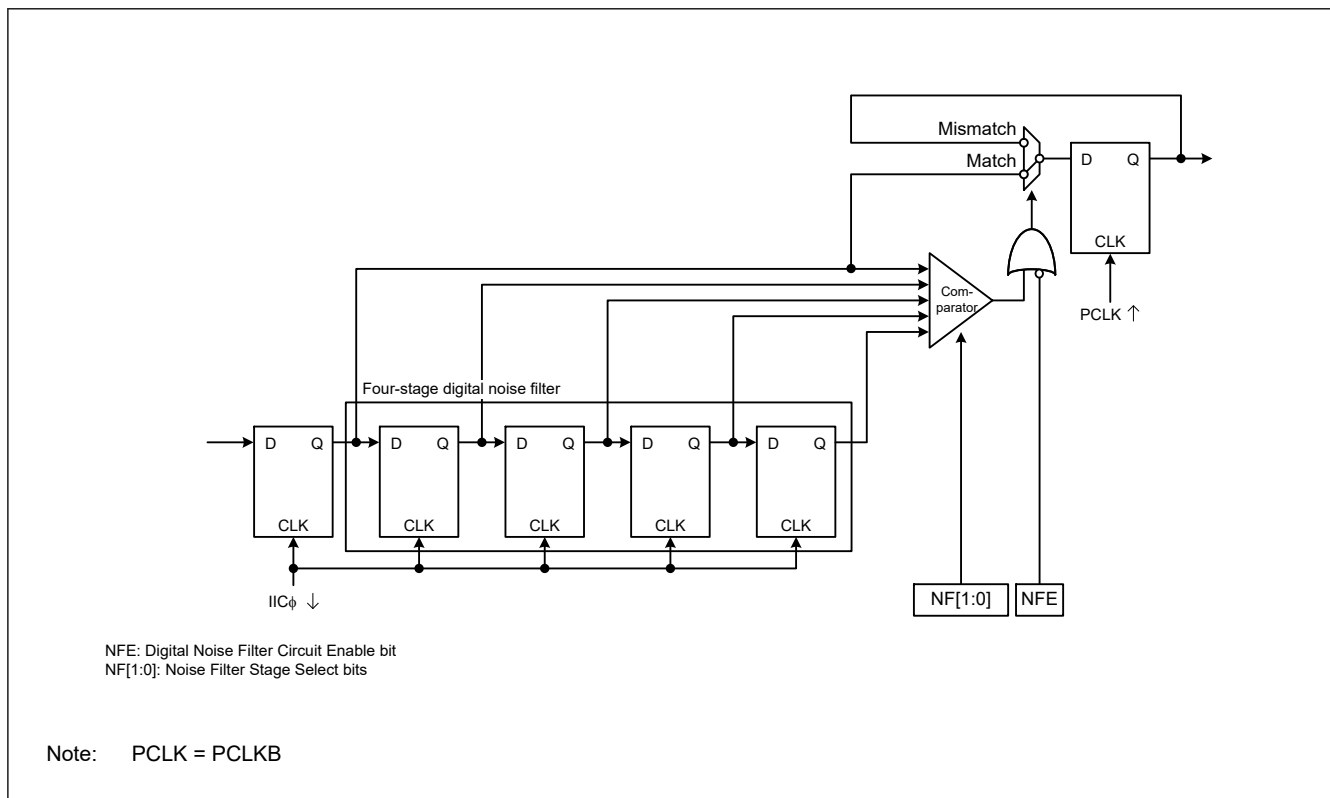 Mismatch
Match
D Q
CLK
PCLK ↑
Com-
parator
Four-stage digital noise filter
D Q D Q D Q D Q D Q
CLK CLK CLK CLK CLK
IICϕ ↓
NF[1:0] NFE
NFE: Digital Noise Filter Circuit Enable bit
NF[1:0]: Noise Filter Stage Select bits
Note: PCLK = PCLKB